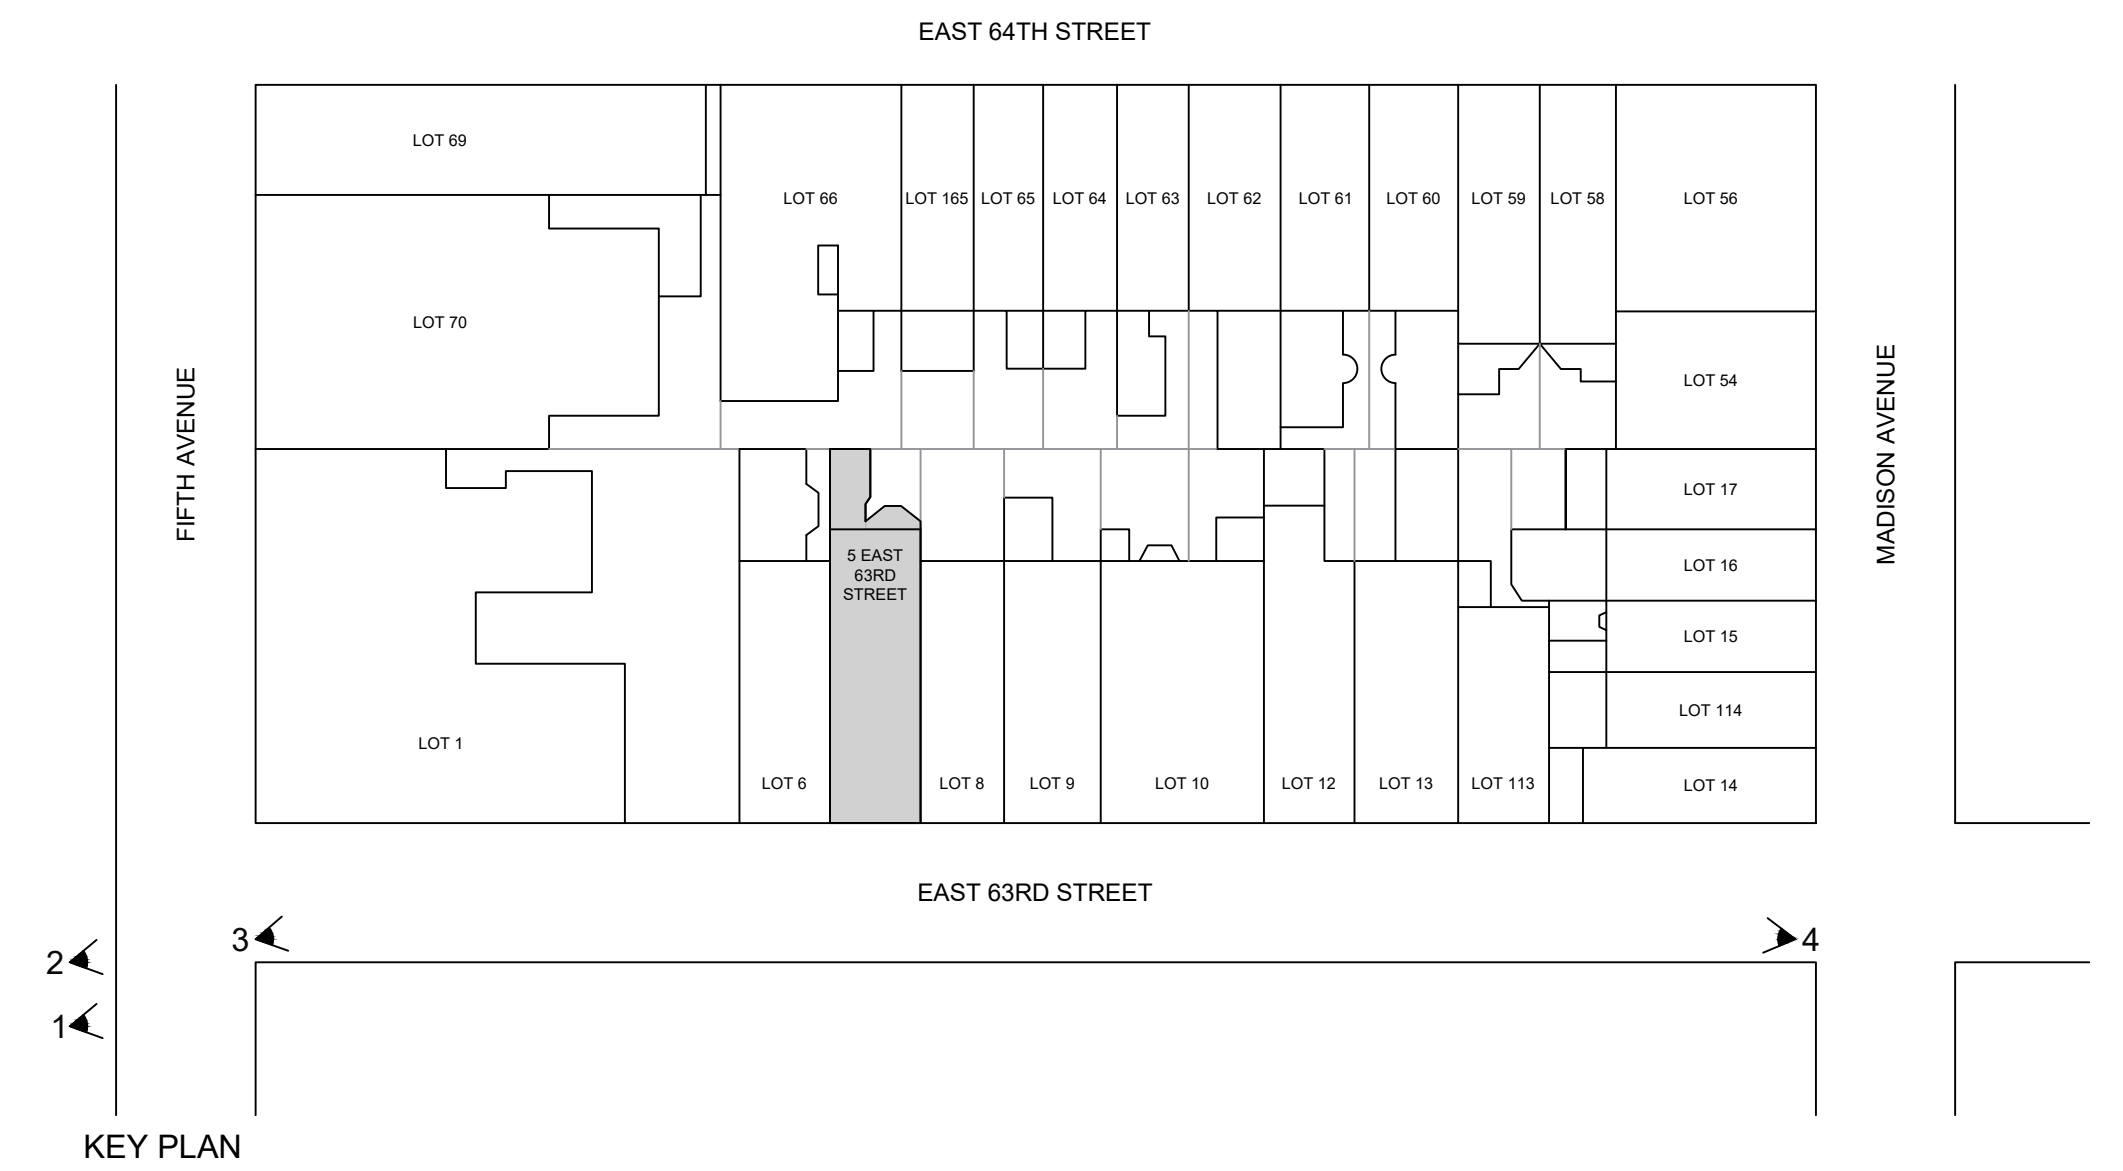 EAST 64TH STREET
LOT 69
LOT 66
LOT 165
LOT 65
LOT 64
LOT 63
LOT 62
LOT 61
LOT 60
LOT 59
LOT 58
LOT 56
LOT 70
LOT 54
FIFTH AVENUE
MADISON AVENUE
LOT 17
5 EAST
63RD
STREET
LOT 16
LOT 15
LOT 114
LOT 1
LOT 6
LOT 8
LOT 9
LOT 10
LOT 12
LOT 13
LOT 113
LOT 14
EAST 63RD STREET
3
4
2
1
KEY PLAN